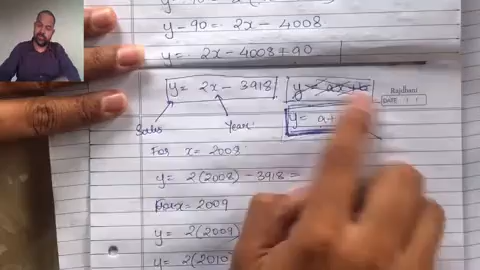 y - 90 = 2x - 4008
y = 2x - 4008 + 90
y = 2x - 3918
y = ax + b
Rajdhani
DATE / /
y = a+
Sales
Year
For x = 2008
y = 2(2008) - 3918 =
For x = 2009
y = 2(2009)
y = 2(2010